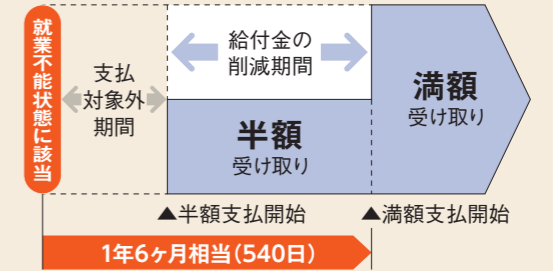 就業不能状態に該当
支払
対象外
期間
給付金の
削減期間
半額
受け取り
満額
受け取り
▲半額支払開始
▲満額支払開始
1年6ヶ月相当（540日）